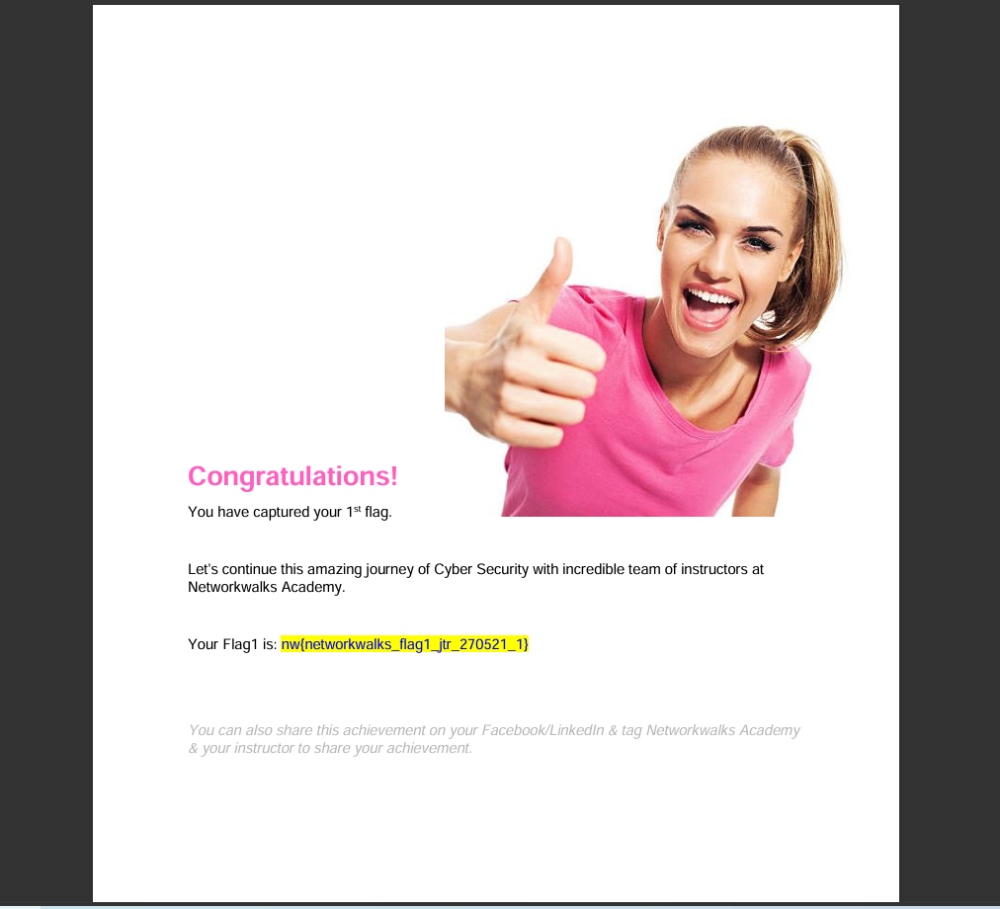 Congratulations!
You have captured your 1st flag.
Let's continue this amazing journey of Cyber Security with incredible team of instructors at
Networkwalks Academy.
Your Flag1 is: nw{networkwalks_flag1_jtr_270521_1}
You can also share this achievement on your Facebook/LinkedIn & tag Networkwalks Academy
& your instructor to share your achievement.